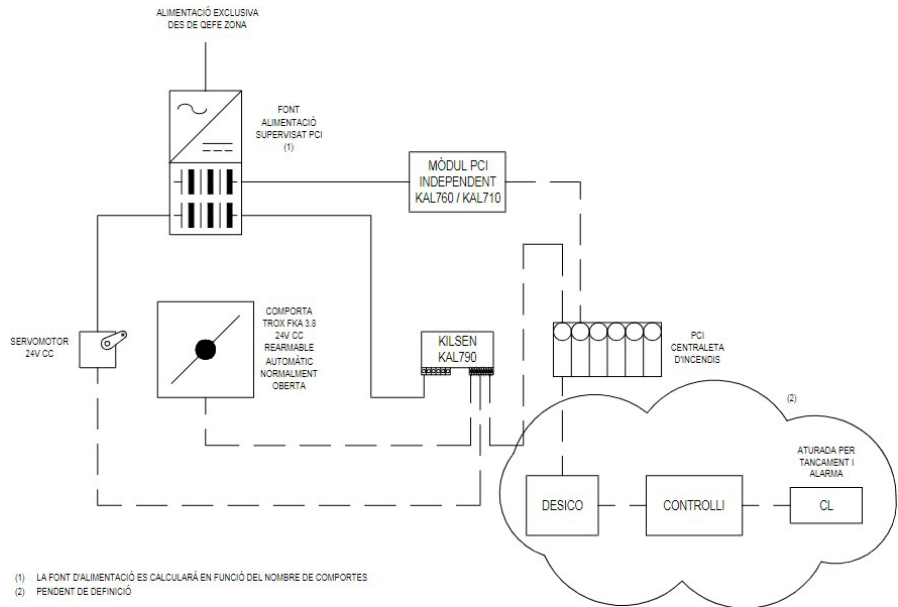 ALIMENTACIÓ EXCLUSIVA
DES DE QEFE ZONA
FONT
ALIMENTACIÓ
SUPERVISAT PCI
(1)
MÒDUL PCI
INDEPENDENT
KAL760 / KAL710
SERVOMOTOR
24V CC
COMPORTA
TROX FKA 3.8
24V CC
REARMABLE
AUTOMÀTIC
NORMALMENT
OBERTA
KILSEN
KAL790
PCI
CENTRALETA
D'INCENDIS
(2)
ATURADA PER
TANCAMENT I
ALARMA
DESICO
CONTROLLI
CL
(1) LA FONT D'ALIMENTACIÓ ES CALCULARÀ EN FUNCIÓ DEL NOMBRE DE COMPORTES
(2) PENDENT DE DEFINICIÓ